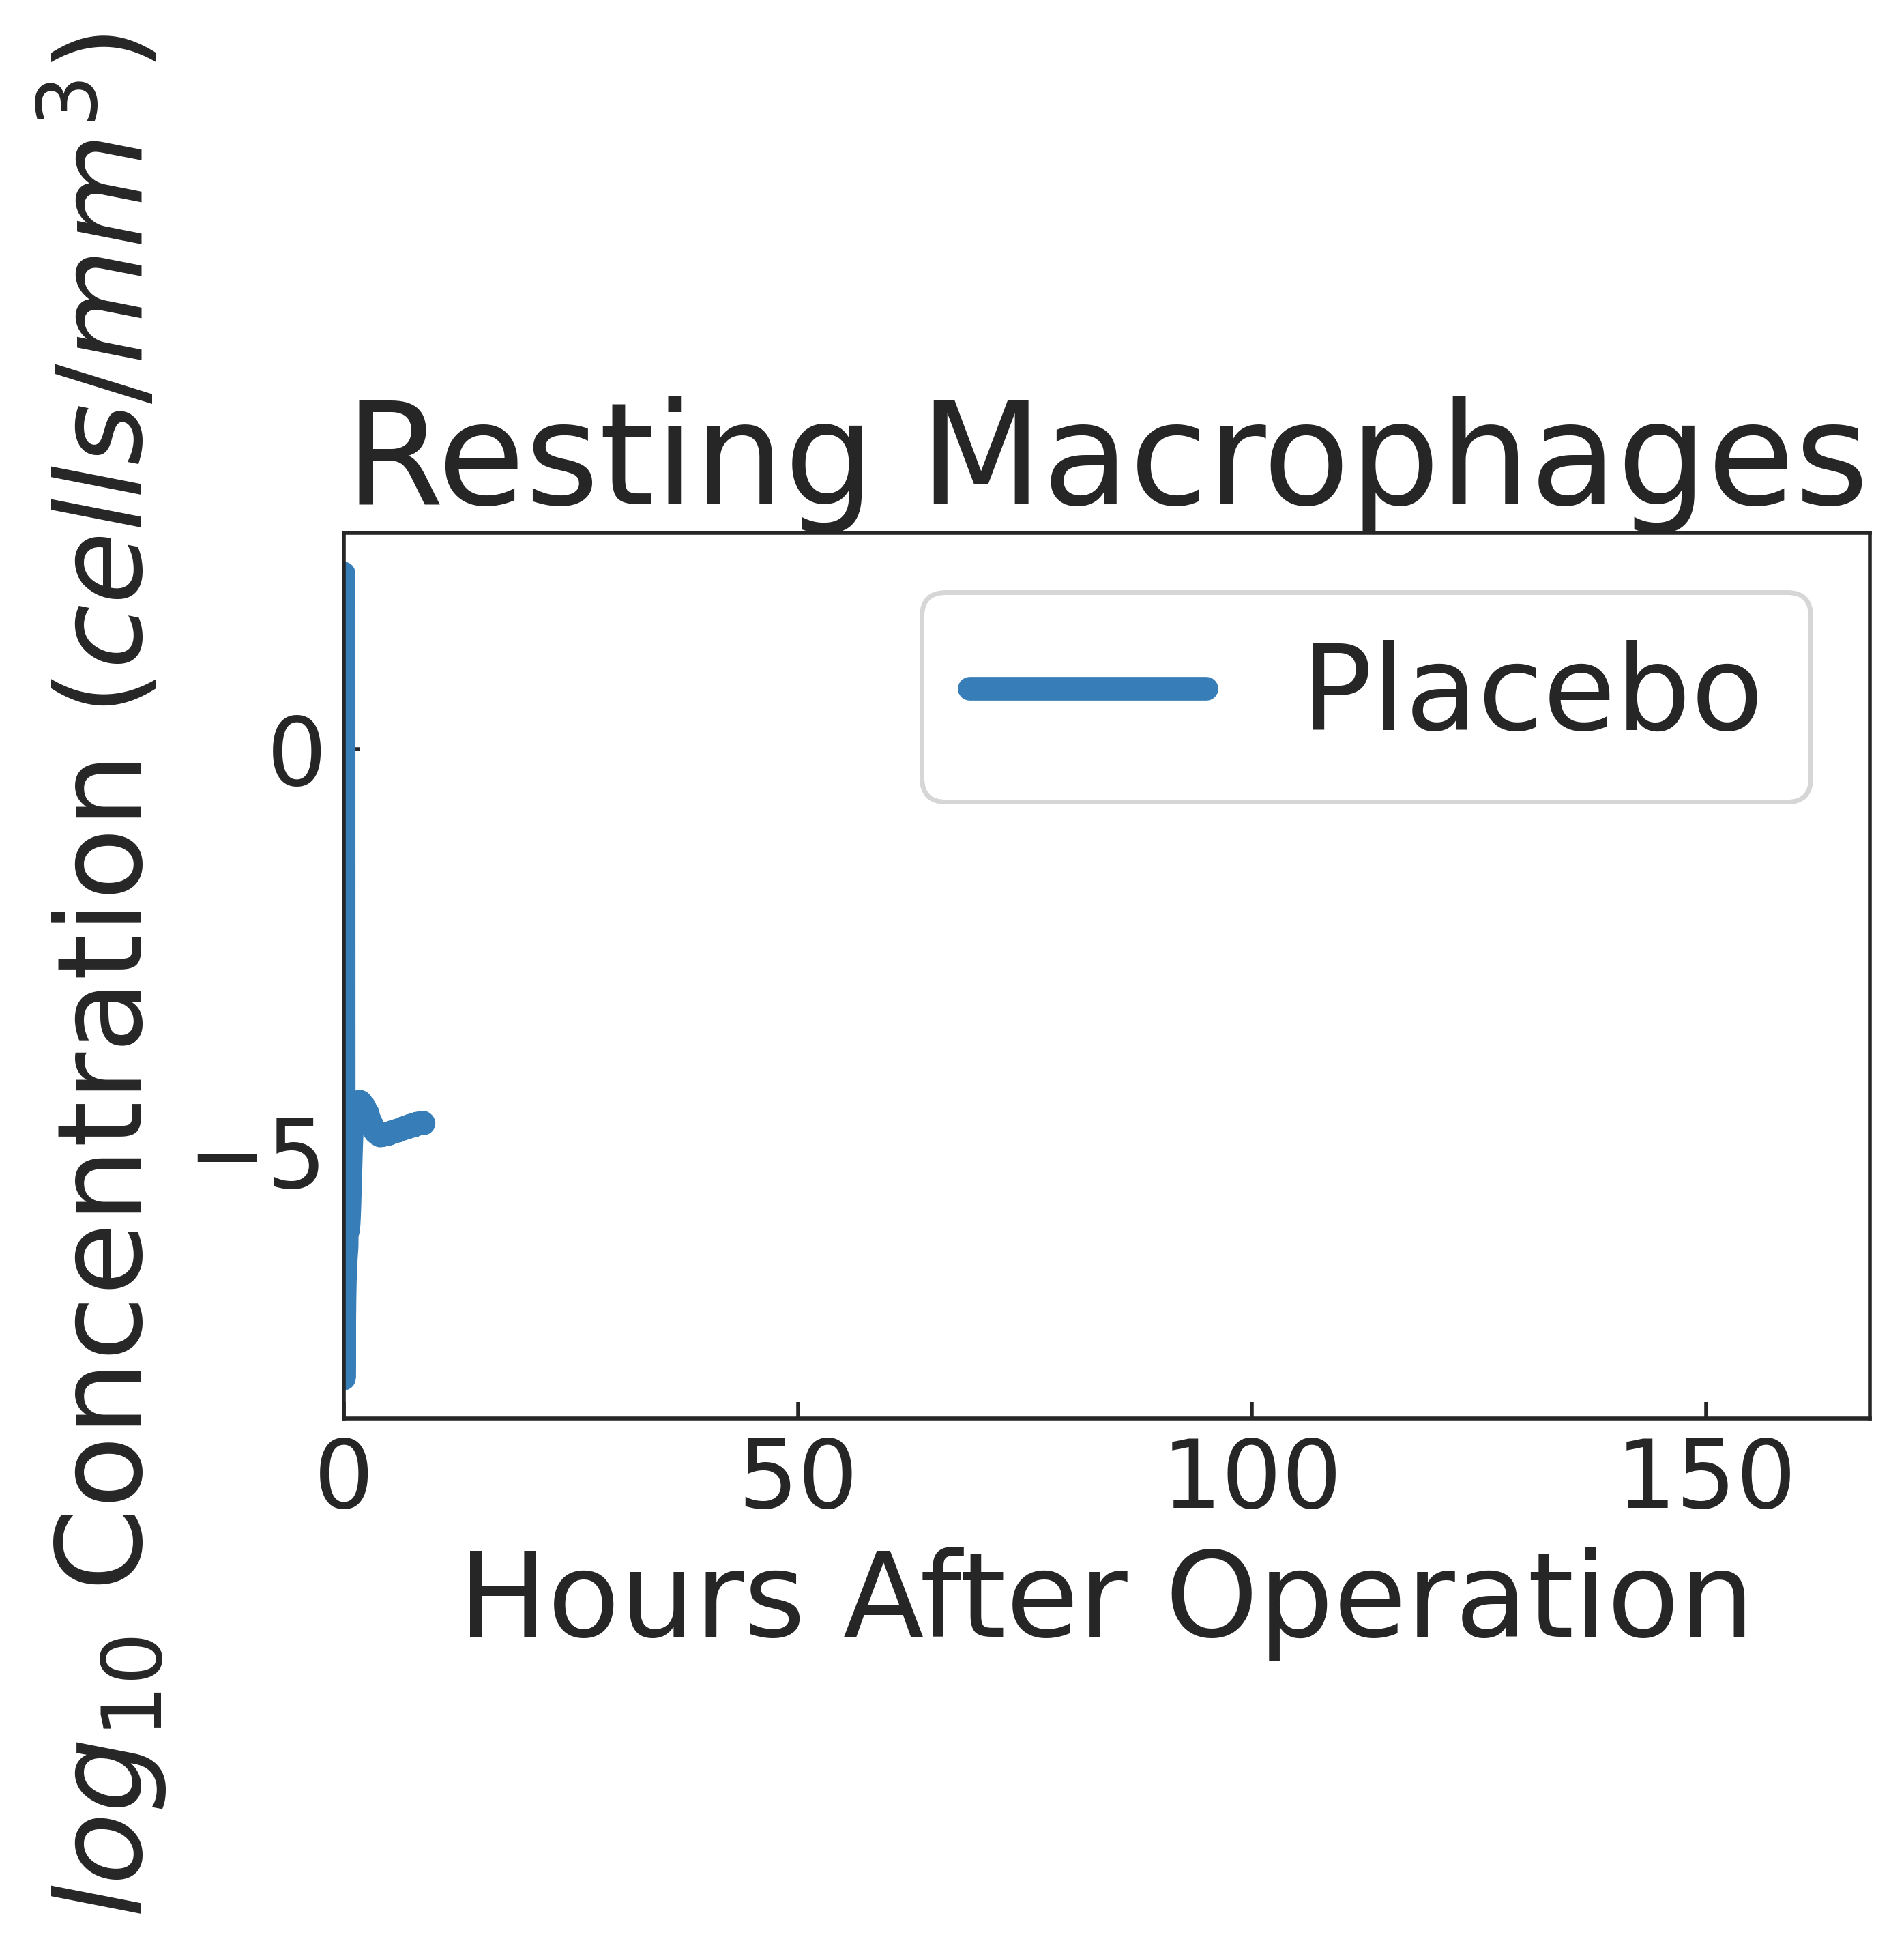 Resting Macrophages
log10 Concentration (cells/mm3)
Placebo
0
−5
0 50 100 150
Hours After Operation